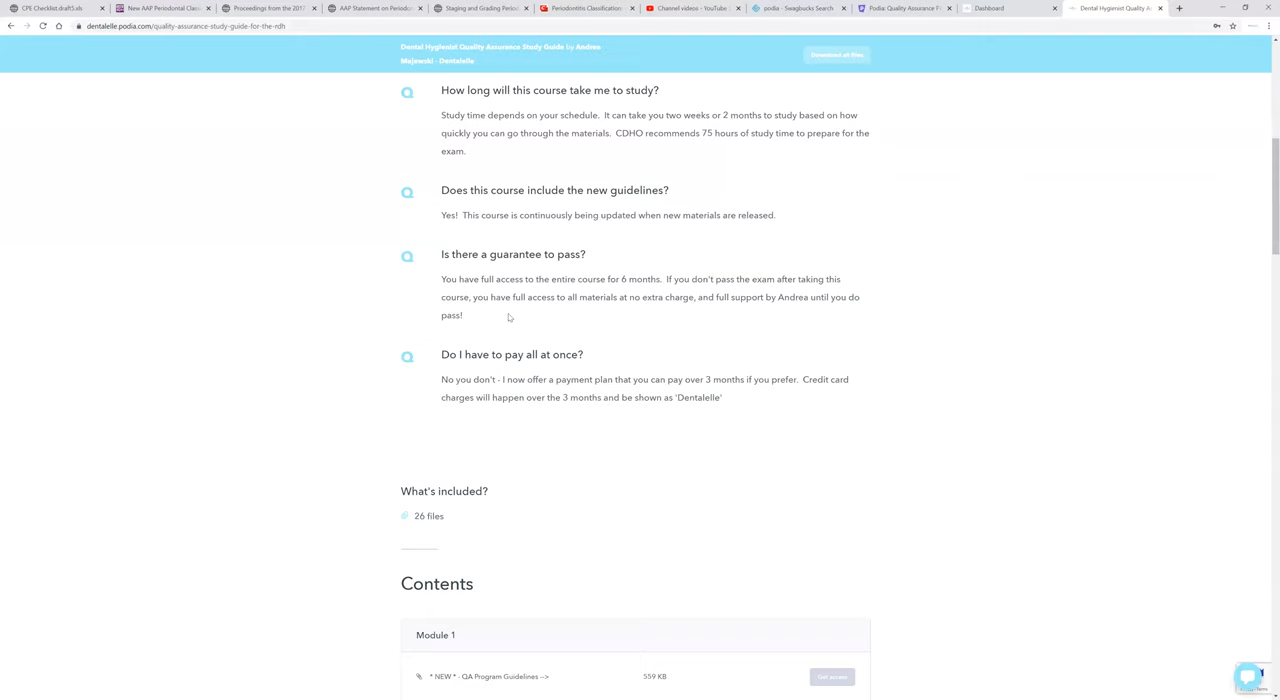 CPE Checklist.draft5.xls
New AAP Periodontal Classi
Proceedings from the 2017
AAP Statement on Periodon
Staging and Grading Period
Periodontitis Classification
Channel videos - YouTube
podia - Swagbucks Search
Podia: Quality Assurance P
Dashboard
Dental Hygienist Quality A
dentalelle.podia.com/quality-assurance-study-guide-for-the-rdh
Dental Hygienist Quality Assurance Study Guide by Andrea
Majewski - Dentalelle
Download all files
How long will this course take me to study?
Study time depends on your schedule. It can take you two weeks or 2 months to study based on how
quickly you can go through the materials. CDHO recommends 75 hours of study time to prepare for the
exam.
Does this course include the new guidelines?
Yes! This course is continuously being updated when new materials are released.
Is there a guarantee to pass?
You have full access to the entire course for 6 months. If you don't pass the exam after taking this
course, you have full access to all materials at no extra charge, and full support by Andrea until you do
pass!
Do I have to pay all at once?
No you don't - I now offer a payment plan that you can pay over 3 months if you prefer. Credit card
charges will happen over the 3 months and be shown as 'Dentalelle'
What's included?
26 files
Contents
Module 1
* NEW * - QA Program Guidelines -->
559 KB
Get access